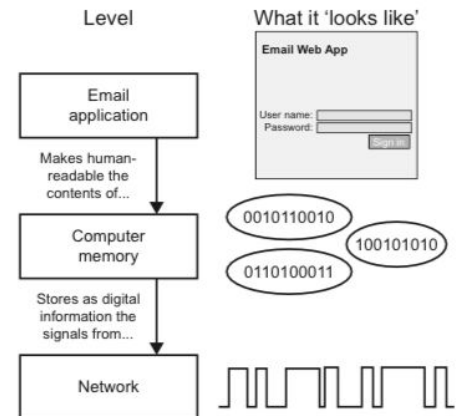 Level
What it 'looks like'
Email Web App
User name:
Password:
Sign in
Email
application
Makes human-
readable the
contents of...
Computer
memory
0010110010
100101010
0110100011
Stores as digital
information the
signals from...
Network